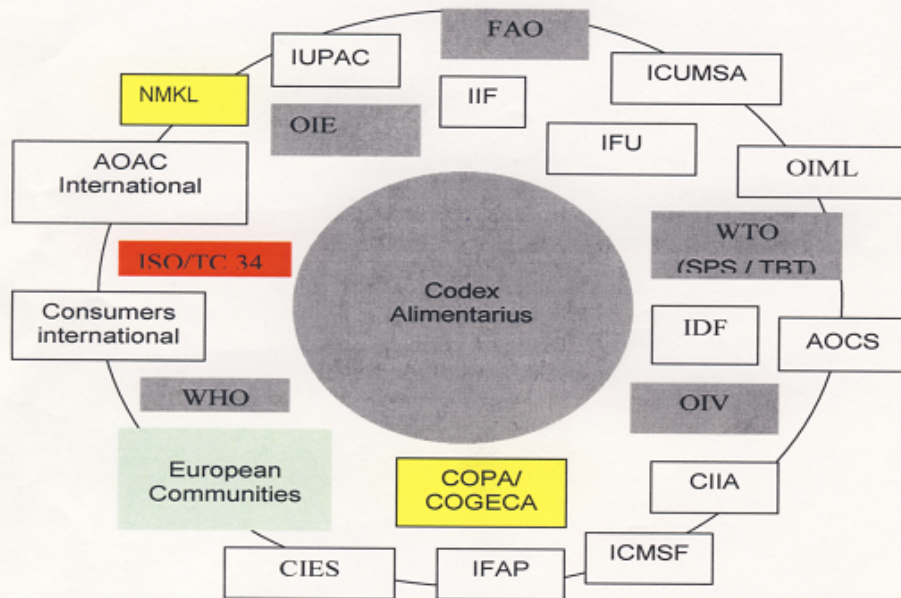 FAO
IUPAC
ICUMSA
NMKL
IIF
OIE
IFU
AOAC
International
OIML
WTO
(SPS / TBT)
ISO/TC 34
Codex
Alimentarius
Consumers
international
IDF
AOCS
WHO
OIV
European
Communities
COPA/
COGECA
CIIA
ICMSF
CIES
IFAP